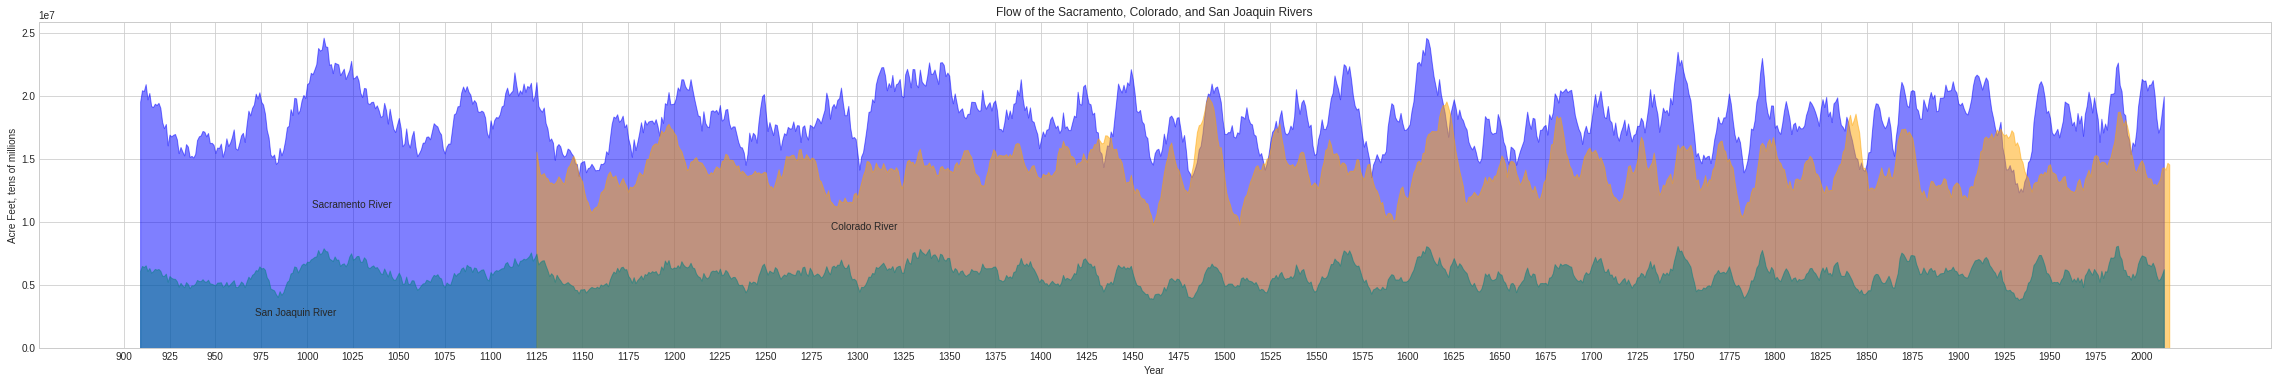 Flow of the Sacramento, Colorado, and San Joaquin Rivers
1e7
2.5
2.0
1.5
1.0
0.5
0.0
Acre Feet, tens of millions
Sacramento River
Colorado River
San Joaquin River
900 925 950 975 1000 1025 1050 1075 1100 1125 1150 1175 1200 1225 1250 1275 1300 1325 1350 1375 1400 1425 1450 1475 1500 1525 1550 1575 1600 1625 1650 1675 1700 1725 1750 1775 1800 1825 1850 1875 1900 1925 1950 1975 2000
Year